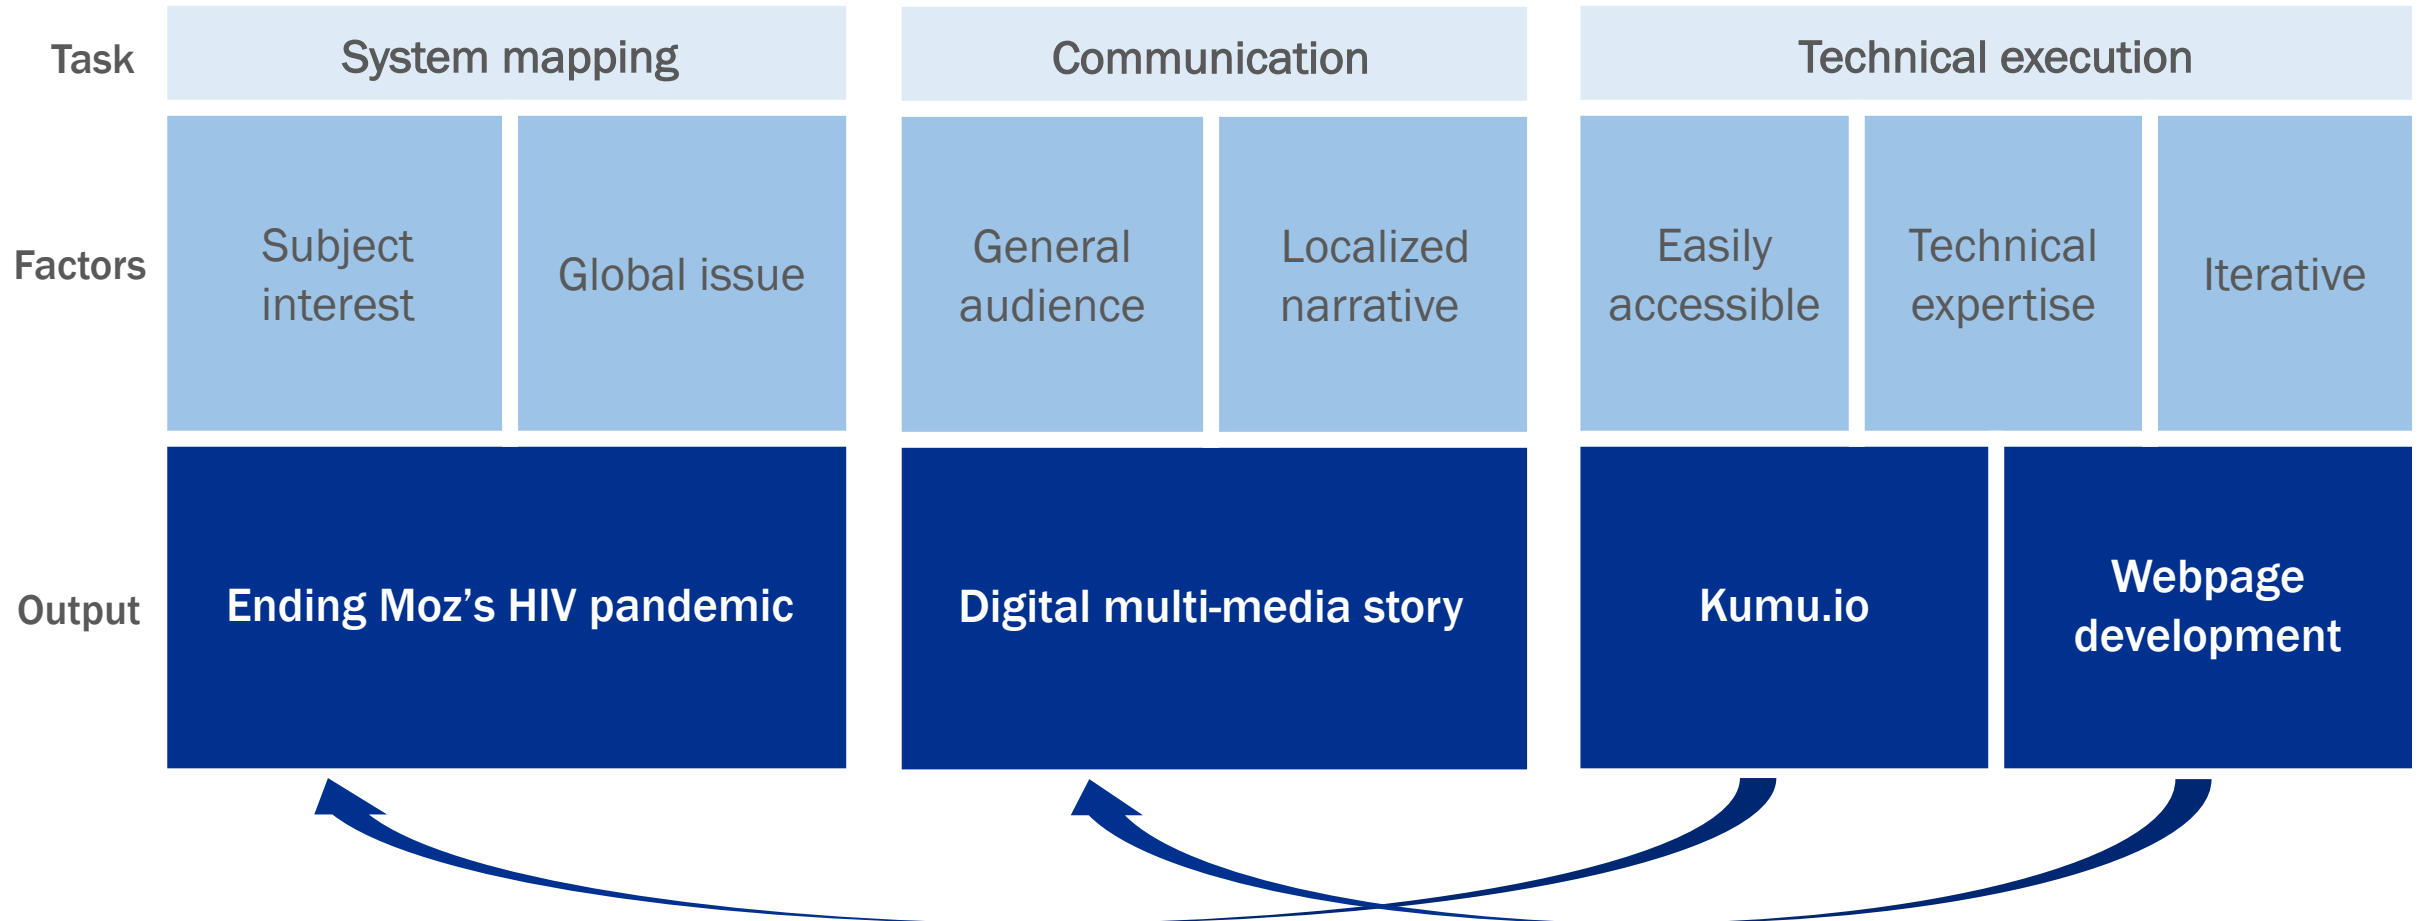 Task
System mapping
Communication
Technical execution
Factors
Subject
interest
Global issue
General
audience
Localized
narrative
Easily
accessible
Technical
expertise
Iterative
Output
Ending Moz’s HIV pandemic
Digital multi-media story
Kumu.io
Webpage
development